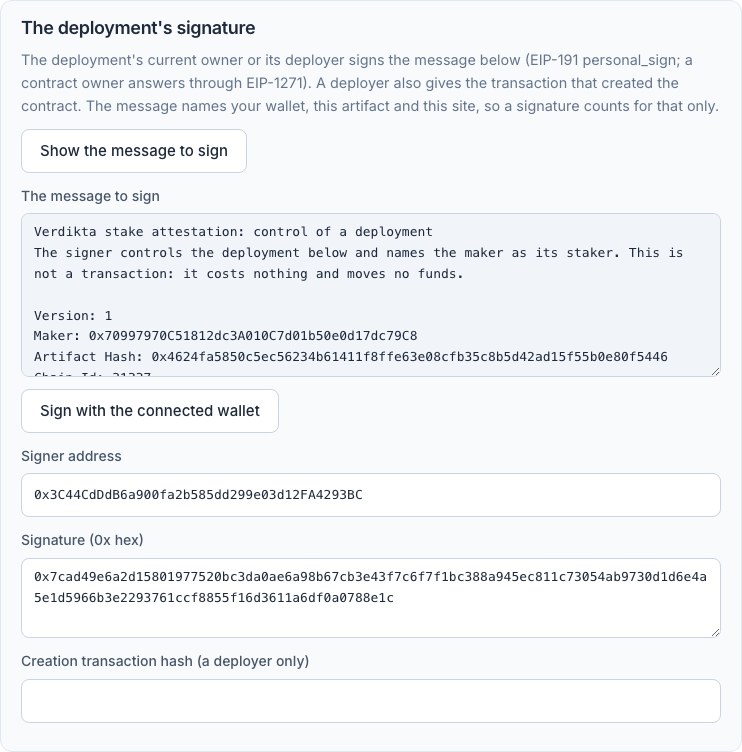 The deployment's signature
The deployment's current owner or its deployer signs the message below (EIP-191 personal_sign; a
contract owner answers through EIP-1271). A deployer also gives the transaction that created the
contract. The message names your wallet, this artifact and this site, so a signature counts for that only.
Show the message to sign
The message to sign
Verdikta stake attestation: control of a deployment
The signer controls the deployment below and names the maker as its staker. This is
not a transaction: it costs nothing and moves no funds.
Version: 1
Maker: 0x70997970C51812dc3A010C7d01b50e0d17dc79C8
Artifact Hash: 0x4624fa5850c5ec56234b61411f8ffe63e08cfb35c8b5d42ad15f55b0e80f5446
Chain Id: 31337
Sign with the connected wallet
Signer address
0x3C44CdDdB6a900fa2b585dd299e03d12FA4293BC
Signature (0x hex)
0x7cad49e6a2d15801977520bc3da0ae6a98b67cb3e43f7c6f7f1bc388a945ec811c73054ab9730d1d6e4a
5e1d5966b3e2293761ccf8855f16d3611a6df0a0788e1c
Creation transaction hash (a deployer only)